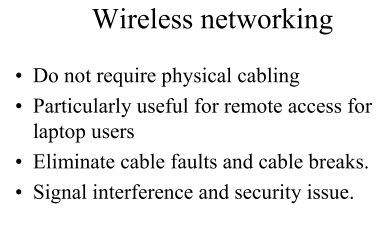 Wireless networking
• Do not require physical cabling
• Particularly useful for remote access for
laptop users
• Eliminate cable faults and cable breaks.
• Signal interference and security issue.